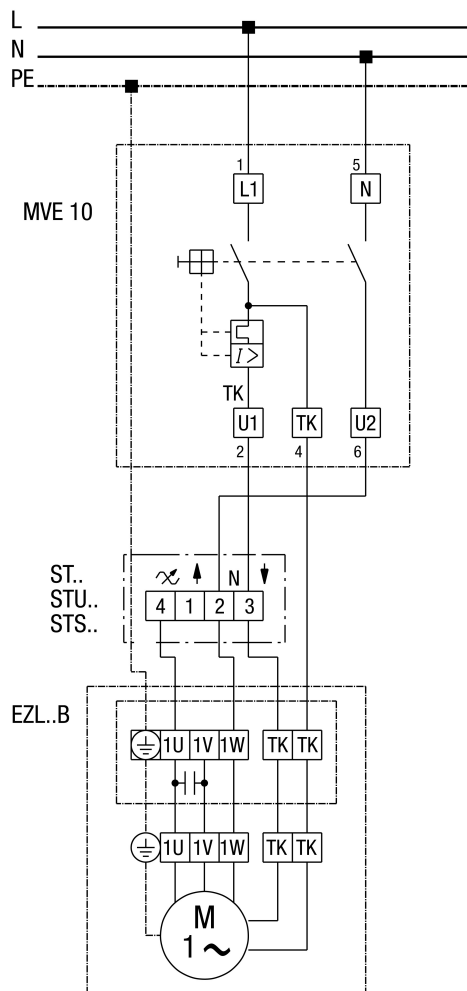 L
N
PE
1 5
L1 N
MVE 10
I >
TK
U1 TK U2
2 4 6
ST..
STU..
STS..
N
4 1 2 3
EZL..B
1U 1V 1W TK TK
1U 1V 1W TK TK
M
1 ~